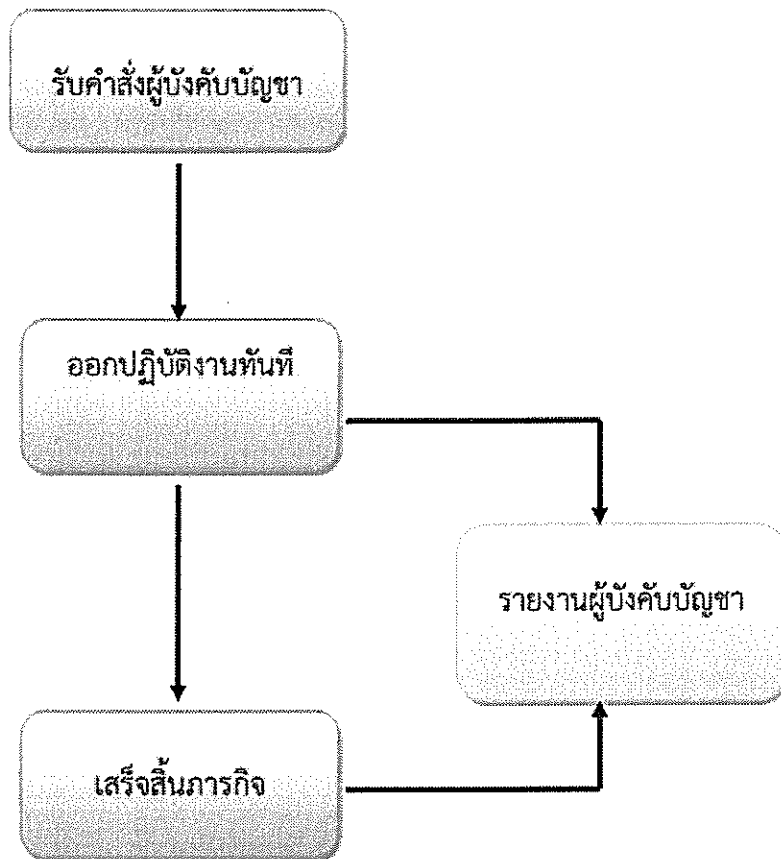 รับคำสั่งผู้บังคับบัญชา
ออกปฏิบัติงานทันที
รายงานผู้บังคับบัญชา
เสร็จสิ้นภารกิจ